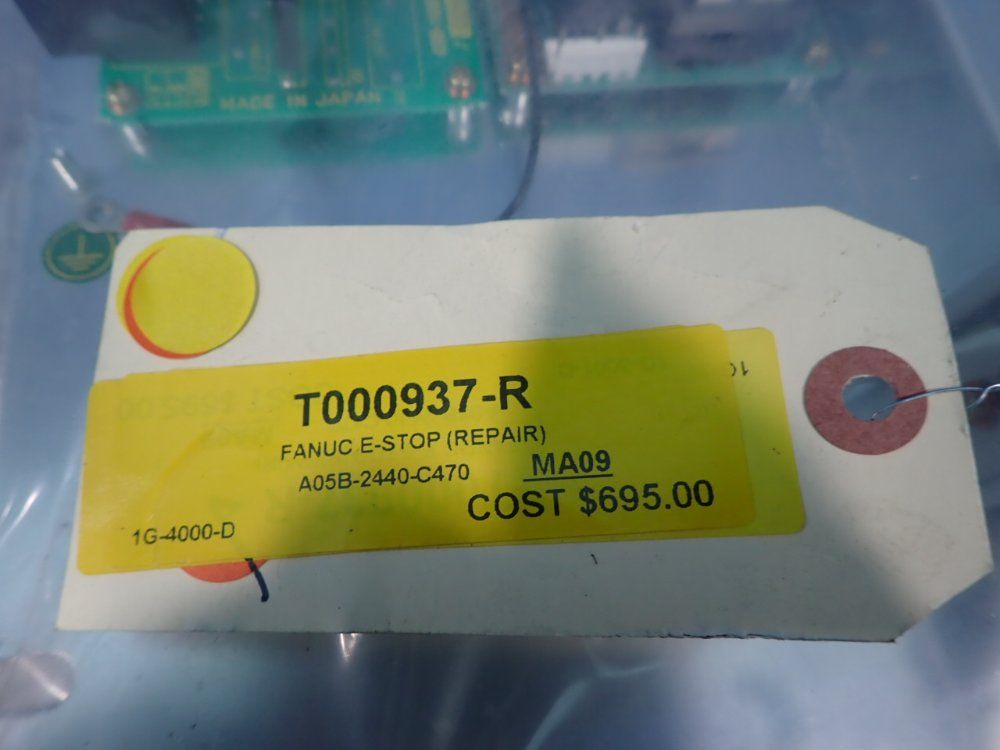 MADE IN JAPAN
T000937-R
FANUC E-STOP (REPAIR)
A05B-2440-C470 MA09
COST $695.00
1G-4000-D